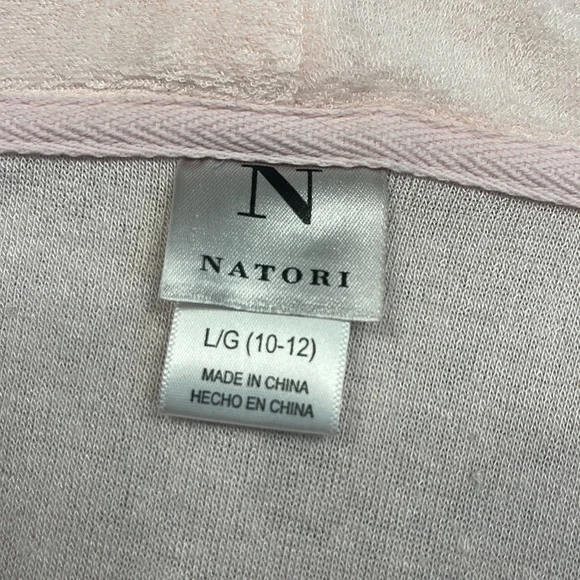 N
NATORI
L/G (10-12)
MADE IN CHINA
HECHO EN CHINA